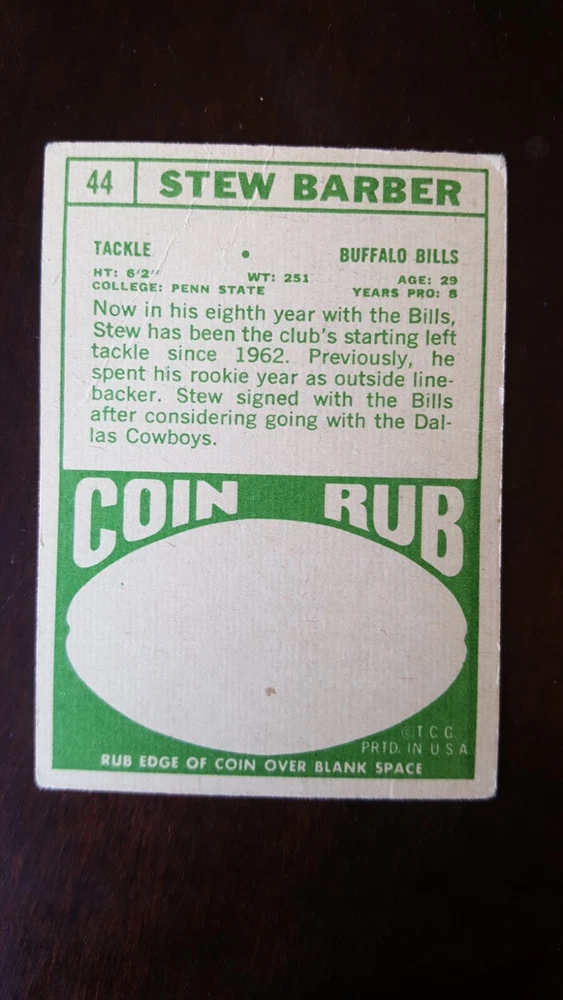 44 STEW BARBER
TACKLE • BUFFALO BILLS
HT: 6'2" WT: 251 AGE: 29
COLLEGE: PENN STATE YEARS PRO: 8
Now in his eighth year with the Bills,
Stew has been the club's starting left
tackle since 1962. Previously, he
spent his rookie year as outside line-
backer. Stew signed with the Bills
after considering going with the Dal-
las Cowboys.
COIN RUB
©T.C.G.
PRTD. IN U.S.A.
RUB EDGE OF COIN OVER BLANK SPACE